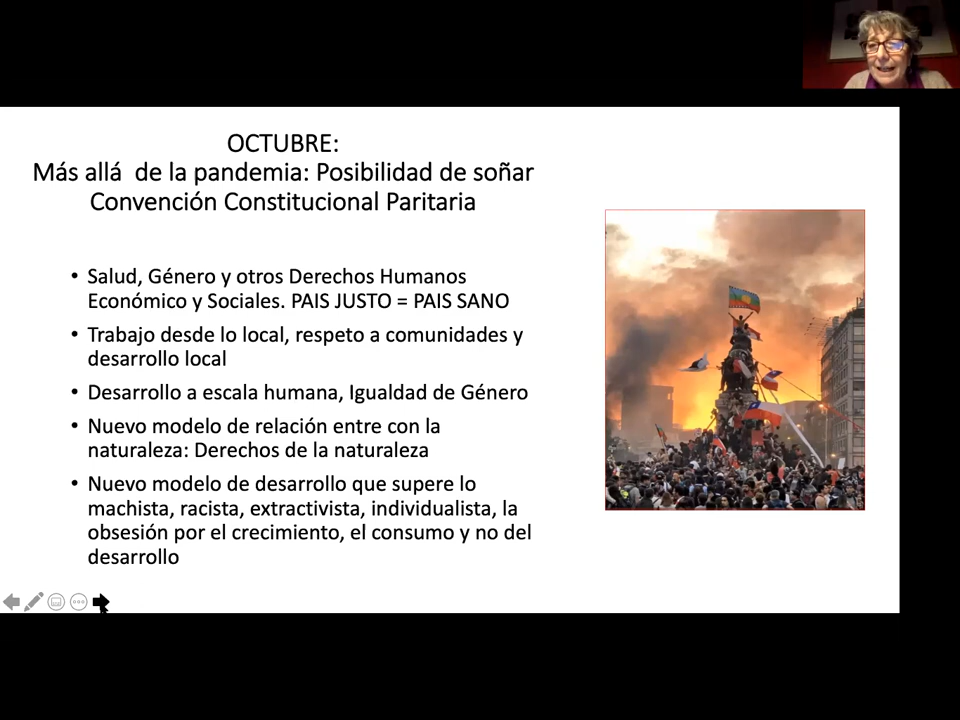 OCTUBRE:
Más allá  de la pandemia: Posibilidad de soñar
Convención Constitucional Paritaria
• Salud, Género y otros Derechos Humanos
Económico y Sociales. PAIS JUSTO = PAIS SANO
• Trabajo desde lo local, respeto a comunidades y
desarrollo local
• Desarrollo a escala humana, Igualdad de Género
• Nuevo modelo de relación entre con la
naturaleza: Derechos de la naturaleza
• Nuevo modelo de desarrollo que supere lo
machista, racista, extractivista, individualista, la
obsesión por el crecimiento, el consumo y no del
desarrollo